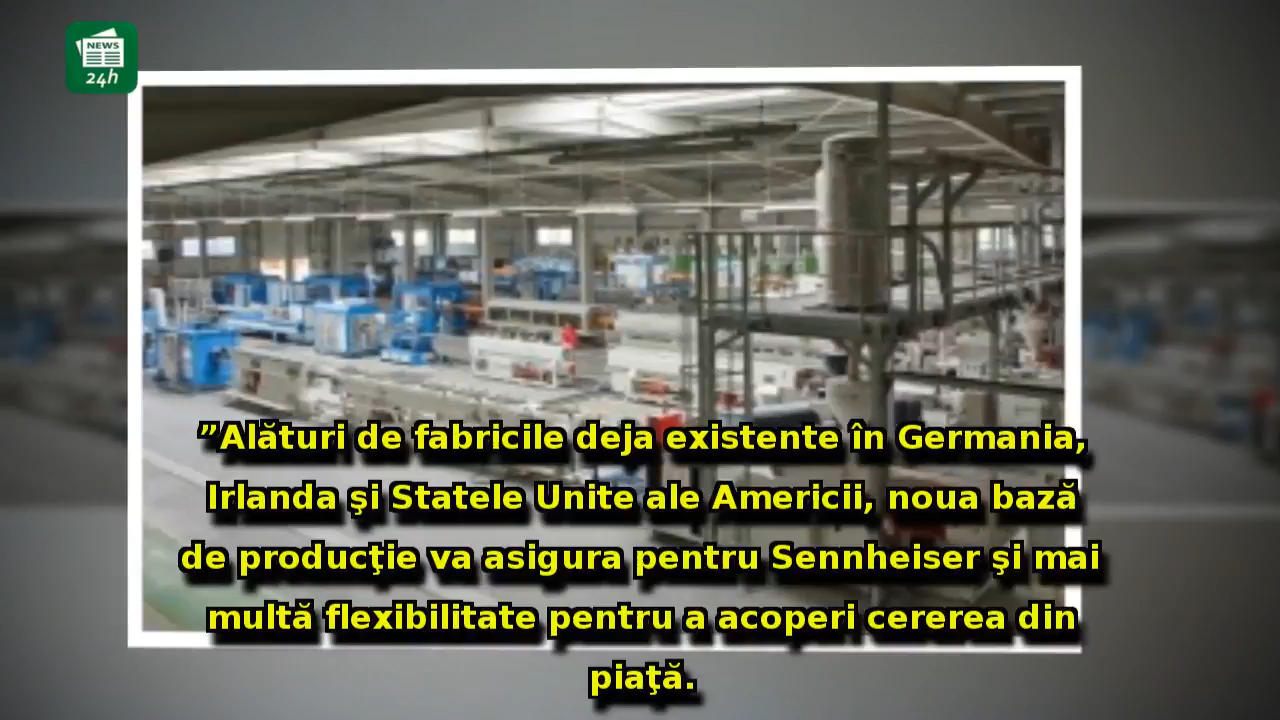 NEWS
24h
”Alături de fabricile deja existente în Germania,
Irlanda şi Statele Unite ale Americii, noua bază
de producţie va asigura pentru Sennheiser şi mai
multă flexibilitate pentru a acoperi cererea din
piaţă.